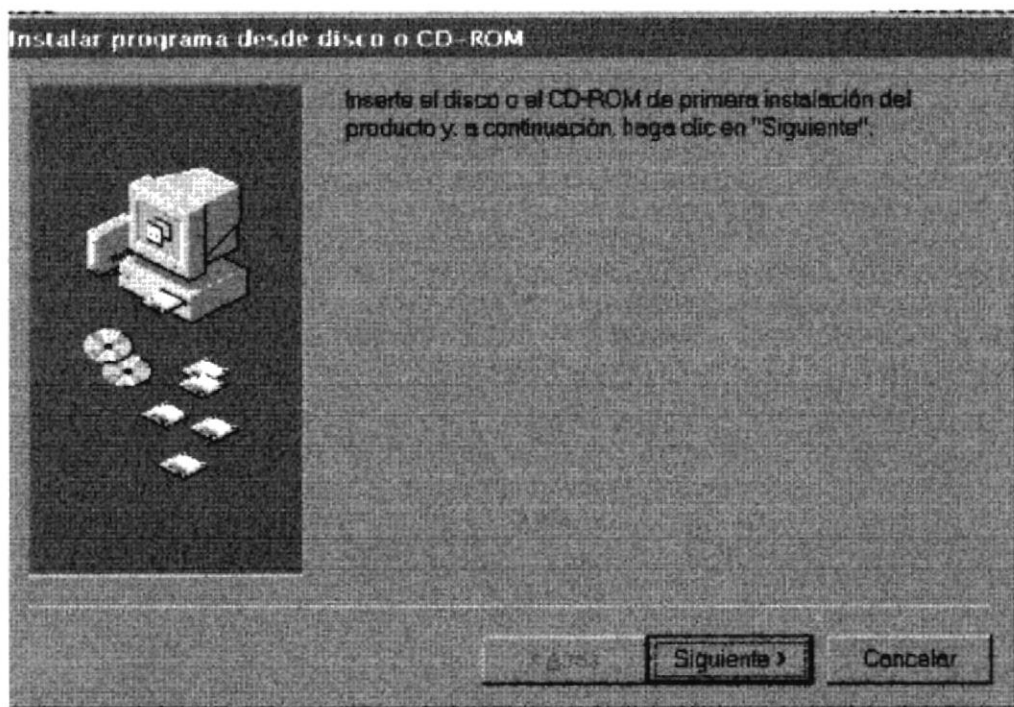 Instalar programa desde disco o CD-ROM
Inserte el disco o el CD-ROM de primera instalación del
producto y, a continuación, haga clic en "Siguiente".
< Atrás
Siguiente >
Cancelar